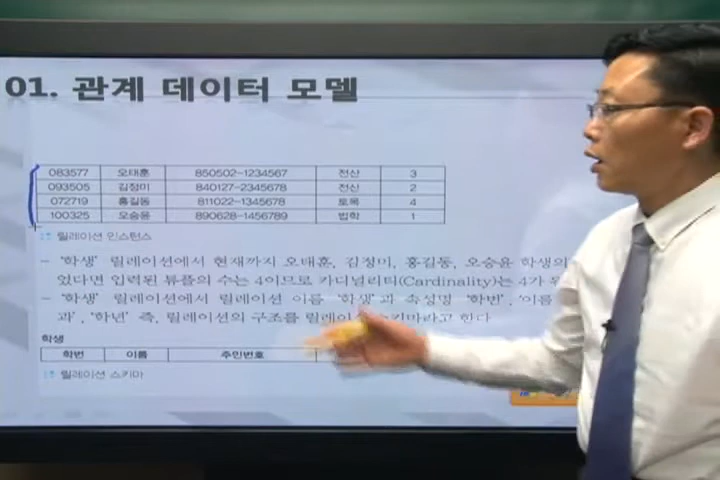 01. 관계 데이터 모델
083577 오태훈 850502-1234567 전산 3
093505 김정미 840127-2345678 전산 2
072719 홍길동 811022-1345678 토목 4
100325 오승윤 890628-1456789 법학 1
릴레이션 인스턴스
- '학생' 릴레이션에서 현재까지 오태훈, 김정미, 홍길동, 오승윤 학생의
었다면 입력된 튜플의 수는 4이므로 카디널리티(Cardinality)는 4가 된
- '학생' 릴레이션에서 릴레이션 이름 '학생'과 속성명 '학번', '이름
과', '학년' 즉, 릴레이션의 구조를 릴레이션 스키마라고 한다
학생
학번 이름 주민번호
릴레이션 스키마